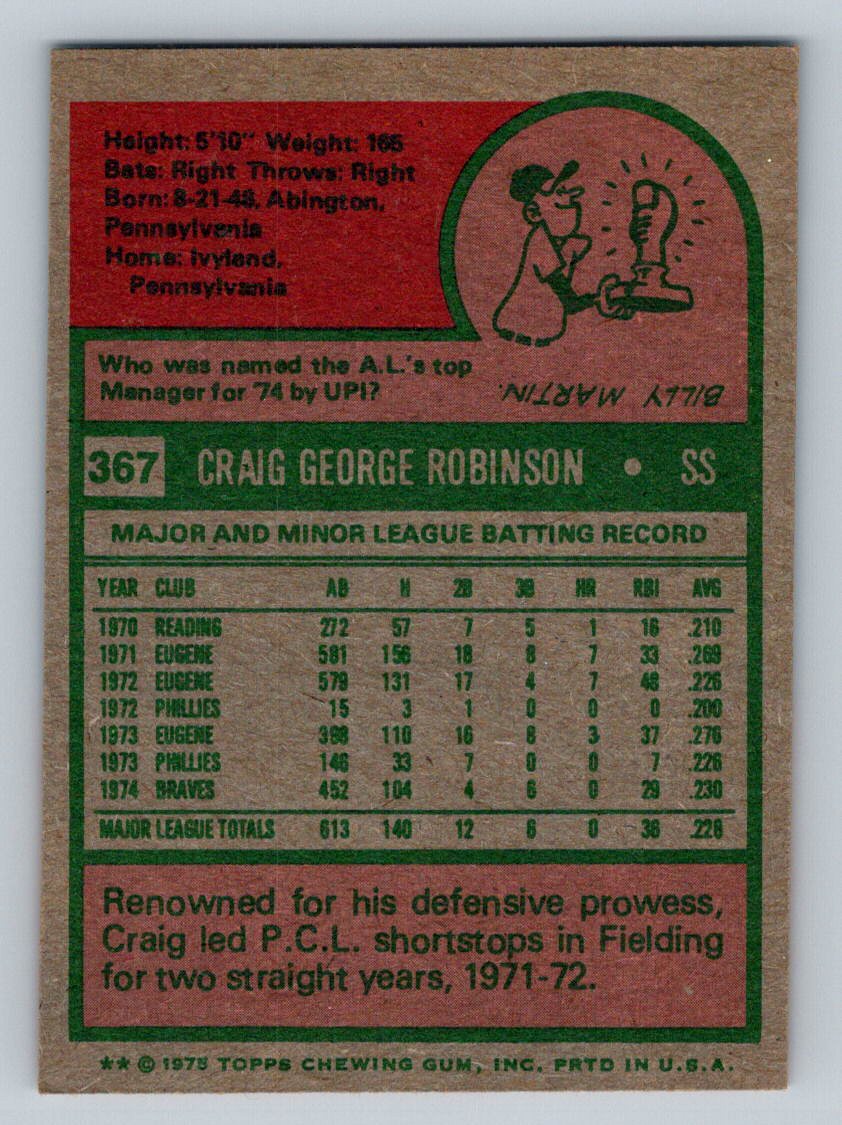 Height: 5'10" Weight: 165
Bats: Right Throws: Right
Born: 8-21-48, Abington,
Pennsylvania
Home: Ivyland,
Pennsylvania
Who was named the A.L.'s top
Manager for '74 by UPI?
BILLY MARTIN.
367 CRAIG GEORGE ROBINSON • SS
MAJOR AND MINOR LEAGUE BATTING RECORD
YEAR CLUB AB H 2B 3B HR RBI AVG
1970 READING 272 57 7 5 1 16 .210
1971 EUGENE 581 156 18 8 7 33 .269
1972 EUGENE 579 131 17 4 7 48 .226
1972 PHILLIES 15 3 1 0 0 0 .200
1973 EUGENE 398 110 16 8 3 37 .276
1973 PHILLIES 146 33 7 0 0 7 .226
1974 BRAVES 452 104 4 6 0 29 .230
MAJOR LEAGUE TOTALS 613 140 12 6 0 36 .228
Renowned for his defensive prowess,
Craig led P.C.L. shortstops in Fielding
for two straight years, 1971-72.
** © 1975 TOPPS CHEWING GUM, INC. PRTD IN U.S.A.